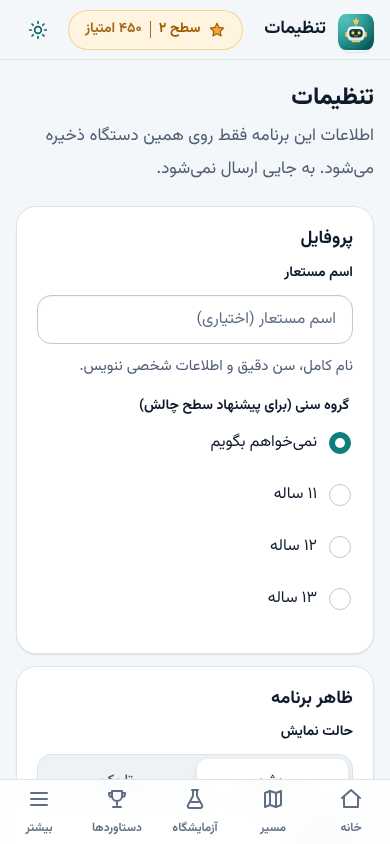 تنظیمات
سطح ۲ | ۴۵۰ امتیاز
تنظیمات
اطلاعات این برنامه فقط روی همین دستگاه ذخیره
می‌شود. به جایی ارسال نمی‌شود.
پروفایل
اسم مستعار
اسم مستعار (اختیاری)
نام کامل، سن دقیق و اطلاعات شخصی ننویس.
گروه سنی (برای پیشنهاد سطح چالش)
نمی‌خواهم بگویم
۱۱ ساله
۱۲ ساله
۱۳ ساله
ظاهر برنامه
حالت نمایش
خانه
مسیر
آزمایشگاه
دستاوردها
بیشتر